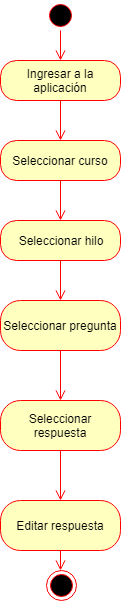 Ingresar a la
aplicación
Seleccionar curso
Seleccionar hilo
Seleccionar pregunta
Seleccionar
respuesta
Editar respuesta